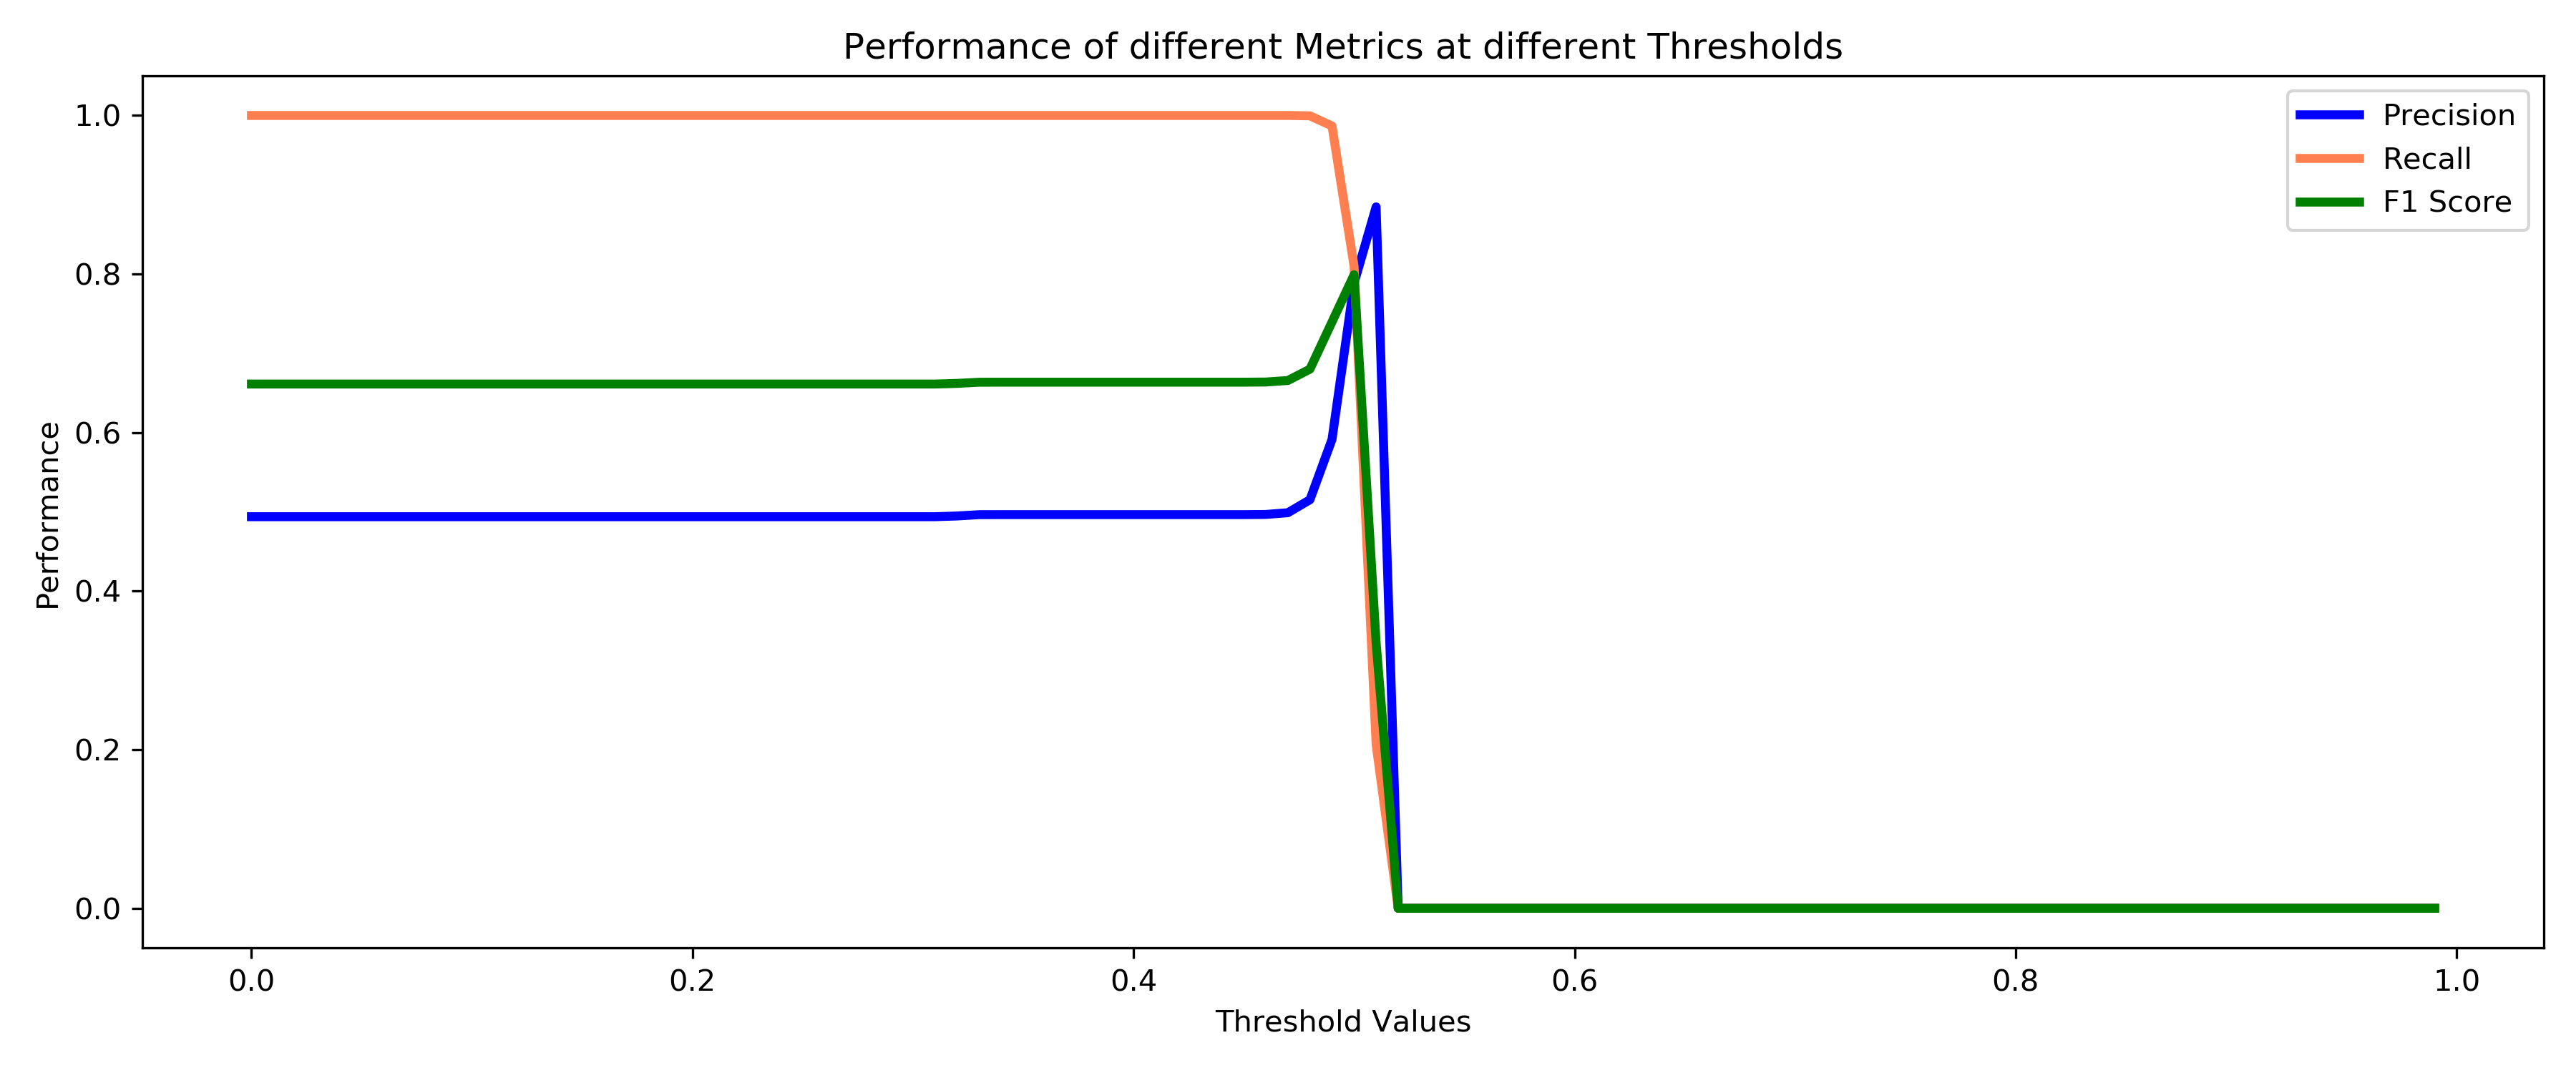 Performance of different Metrics at different Thresholds
Precision
Recall
F1 Score
Performance
1.0
0.8
0.6
0.4
0.2
0.0
0.0 0.2 0.4 0.6 0.8 1.0
Threshold Values